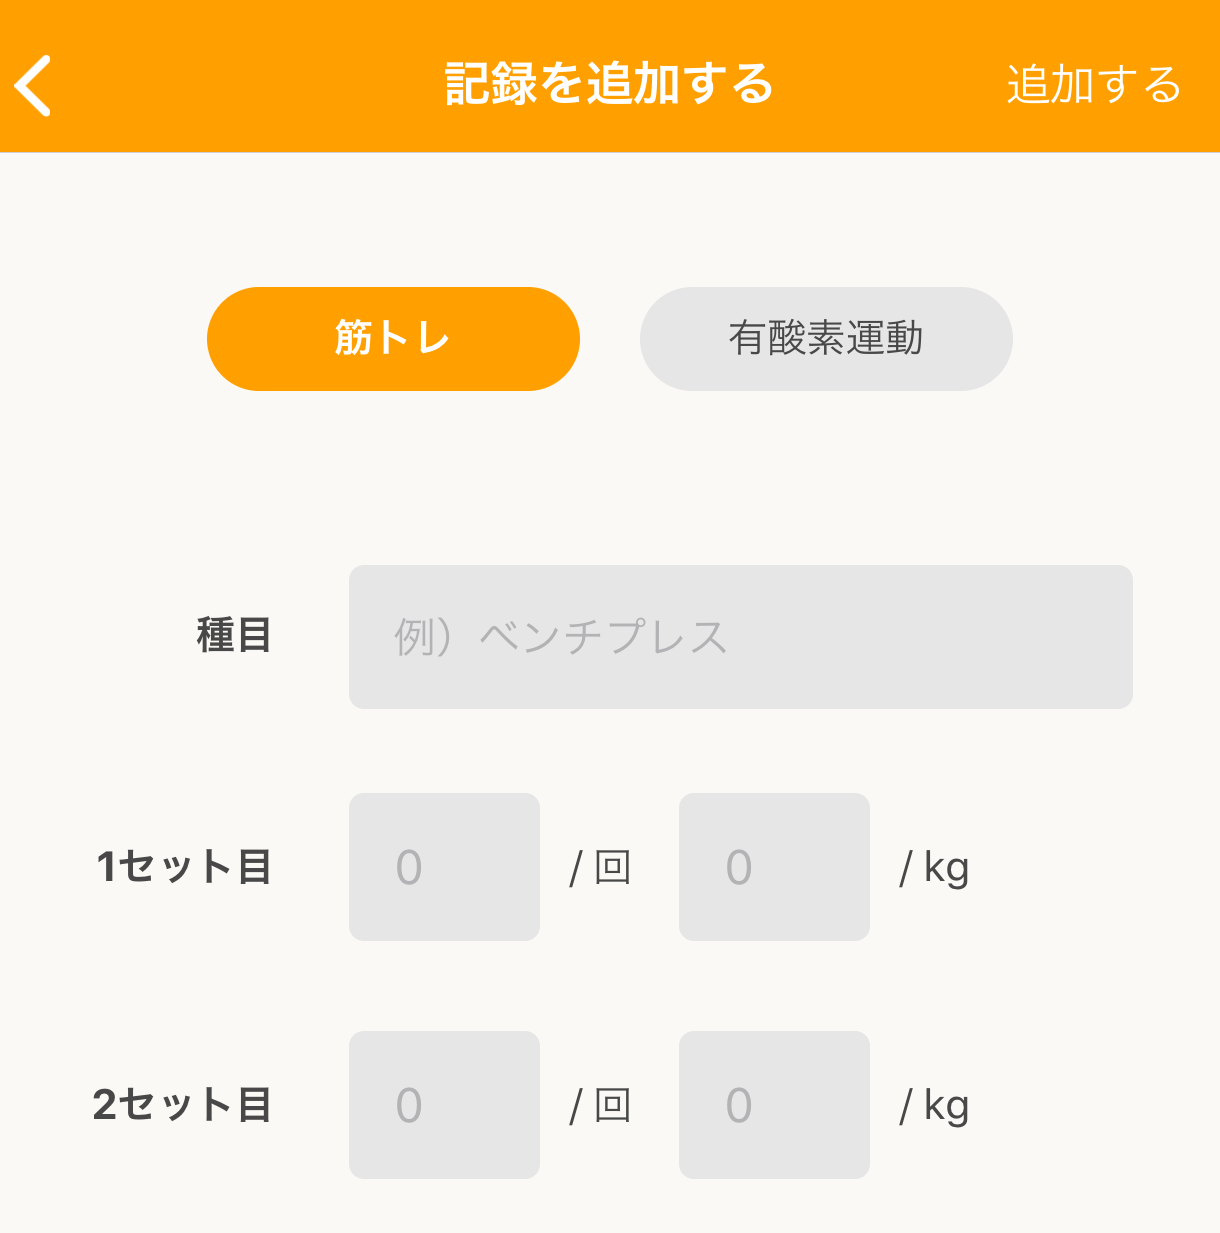 記録を追加する
追加する
筋トレ
有酸素運動
種目
例）ベンチプレス
1セット目 0 / 回 0 / kg
2セット目 0 / 回 0 / kg